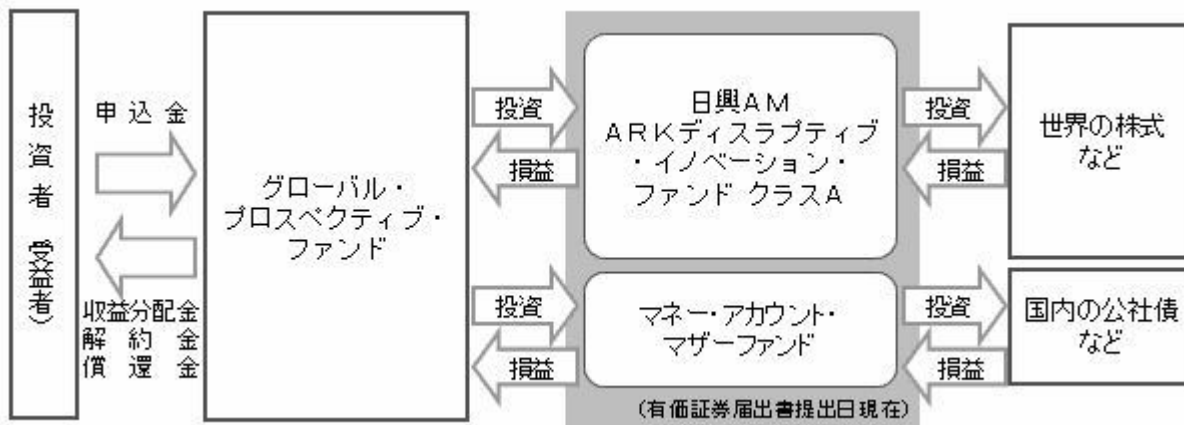 投資者（受益者）
申込金
収益分配金
解約金
償還金
グローバル・
プロスペクティブ・
ファンド
投資
損益
投資
損益
日興AM
ARKディスラプティブ
・イノベーション・
ファンド クラスA
マネー・アカウント・
マザーファンド
(有価証券届出書提出日現在)
投資
損益
投資
損益
世界の株式
など
国内の公社債
など